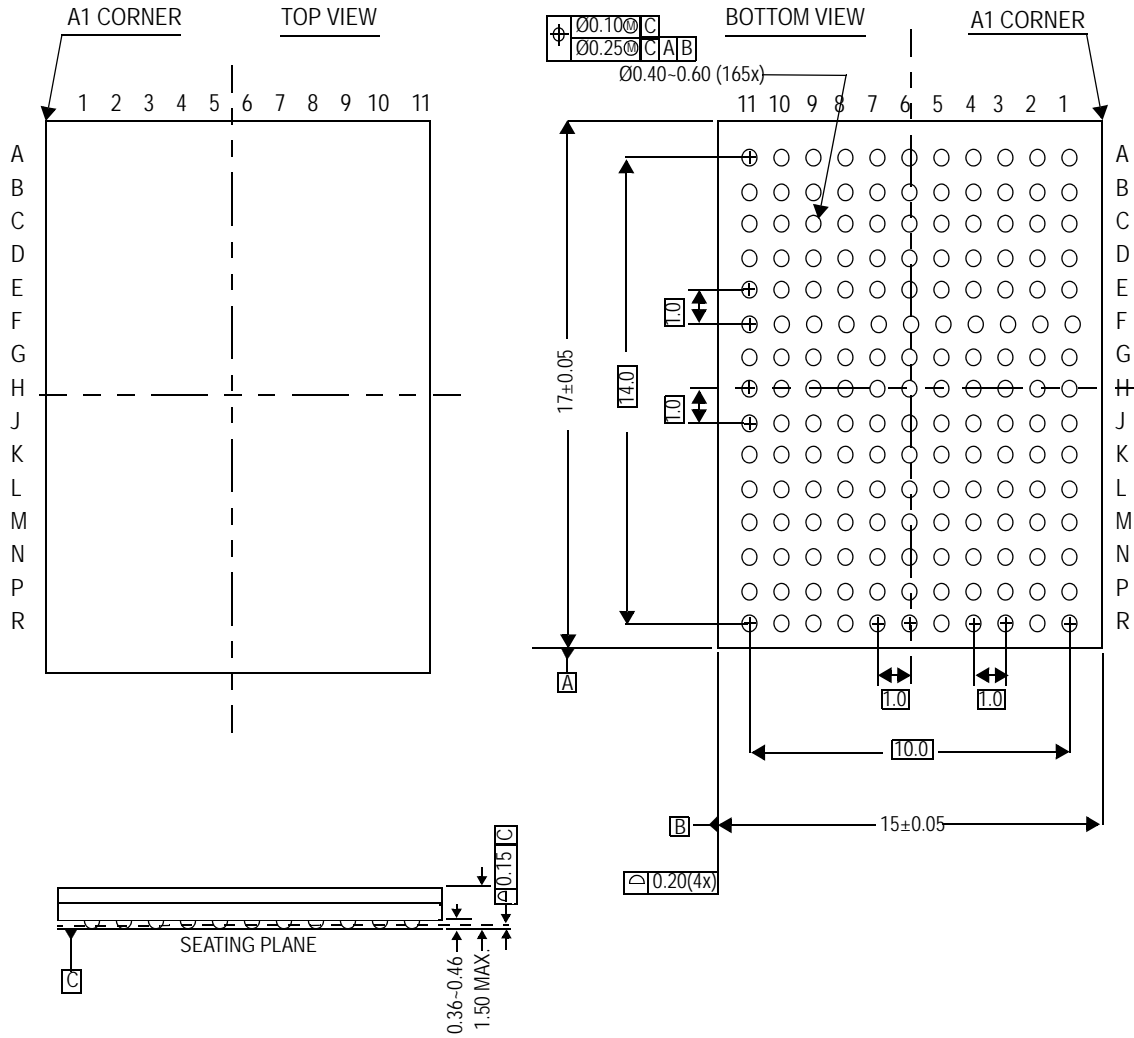 A1 CORNER
TOP VIEW
1 2 3 4 5 6 7 8 9 10 11
A
B
C
D
E
F
G
H
J
K
L
M
N
P
R
Ø0.10Ⓜ C
Ø0.25Ⓜ C A B
BOTTOM VIEW
A1 CORNER
Ø0.40~0.60 (165x)
11 10 9 8 7 6 5 4 3 2 1
A
B
C
D
E
F
G
H
J
K
L
M
N
P
R
1.0
1.0
14.0
17±0.05
A
1.0
1.0
10.0
B
15±0.05
0.20(4x)
0.15 C
SEATING PLANE
C
0.36~0.46
1.50 MAX.